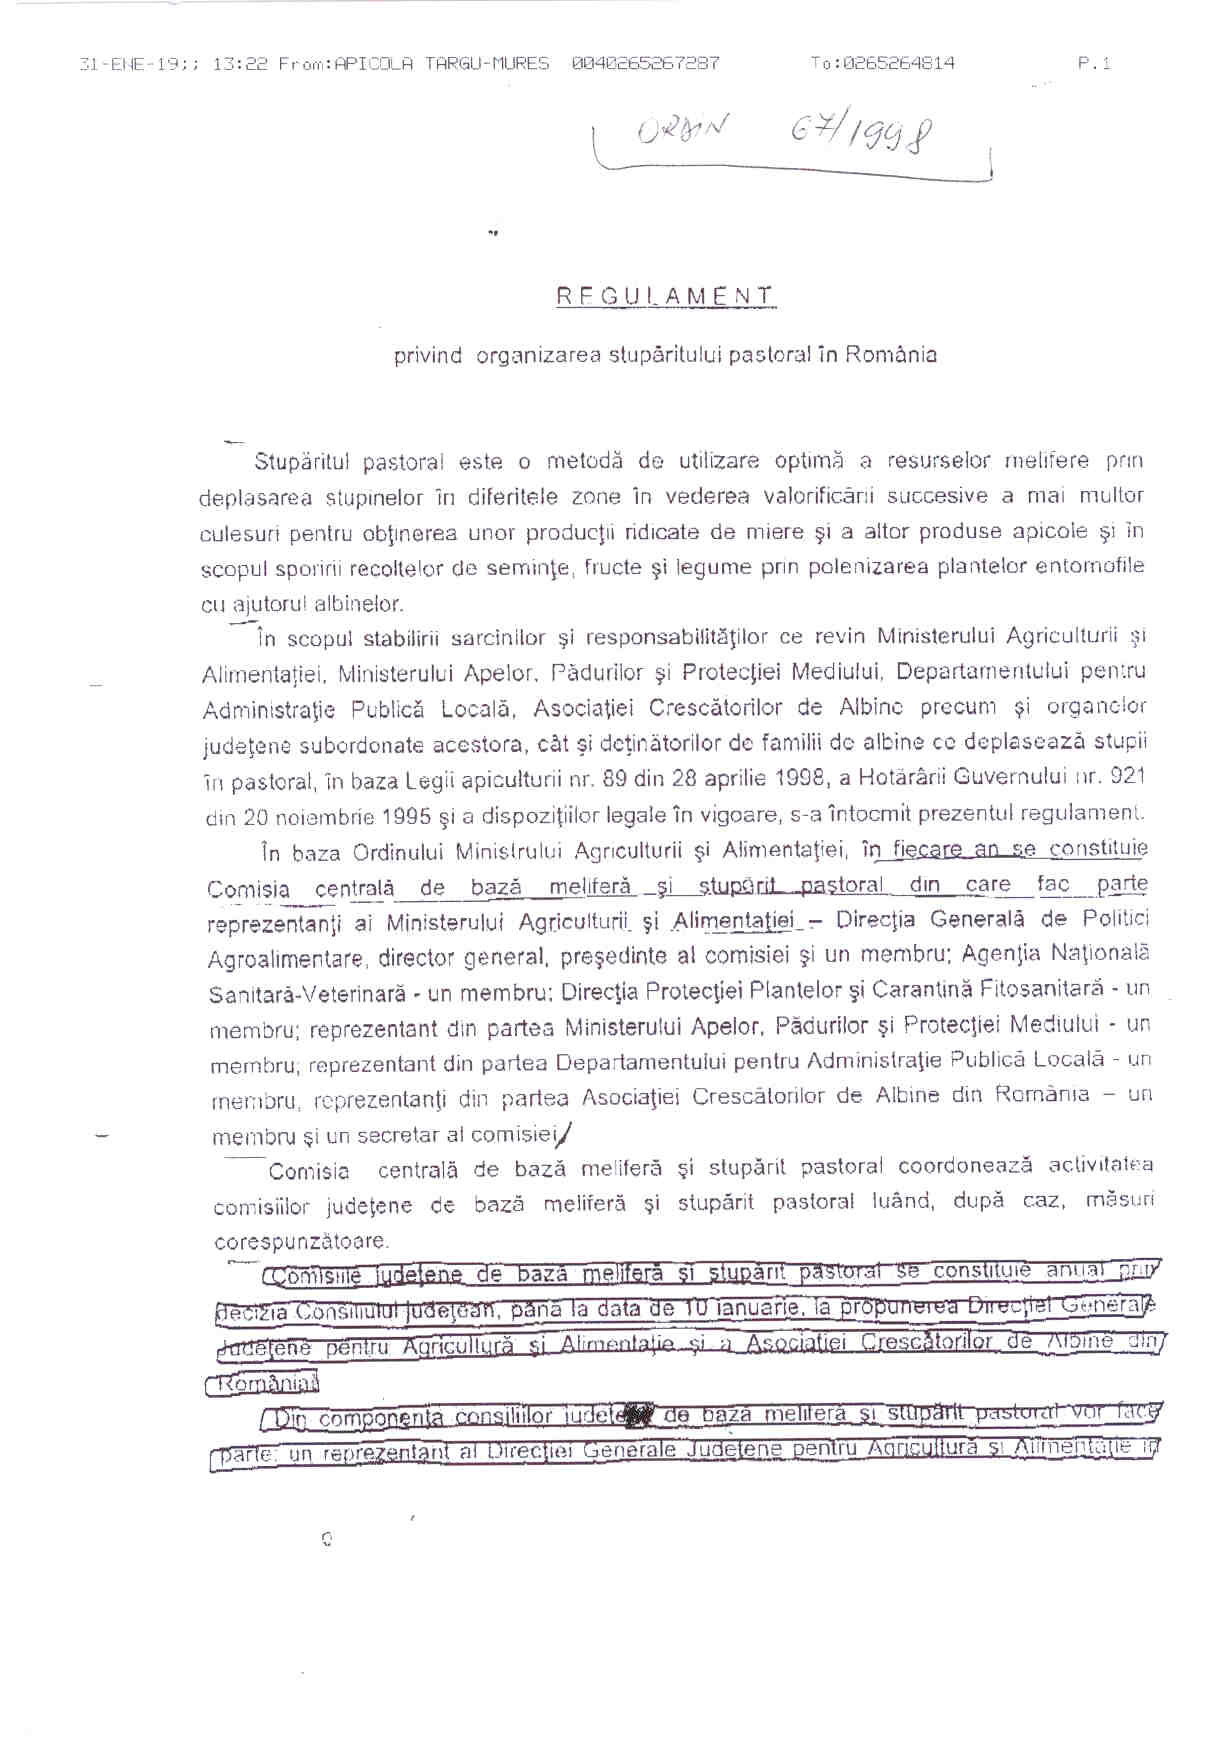 31-ENE-19;; 13:22 From:APICOLA TARGU-MURES 0040265267287 To:0265264814 P.1
ORDIN 67/1998
REGULAMENT
privind organizarea stupăritului pastoral în România
Stupăritul pastoral este o metodă de utilizare optimă a resurselor melifere prin
deplasarea stupinelor în diferitele zone în vederea valorificării succesive a mai multor
culesuri pentru obţinerea unor producţii ridicate de miere şi a altor produse apicole şi în
scopul sporirii recoltelor de seminţe, fructe şi legume prin polenizarea plantelor entomofile
cu ajutorul albinelor.
În scopul stabilirii sarcinilor şi responsabilităţilor ce revin Ministerului Agriculturii şi
Alimentaţiei, Ministerului Apelor, Pădurilor şi Protecţiei Mediului, Departamentului pentru
Administraţie Publică Locală, Asociaţiei Crescătorilor de Albine precum şi organelor
judeţene subordonate acestora, cât şi deţinătorilor de familii de albine ce deplasează stupii
în pastoral, în baza Legii apiculturii nr. 89 din 28 aprilie 1998, a Hotărârii Guvernului nr. 921
din 20 noiembrie 1995 şi a dispoziţiilor legale în vigoare, s-a întocmit prezentul regulament.
În baza Ordinului Ministrului Agriculturii şi Alimentaţiei, în fiecare an se constituie
Comisia centrală de bază meliferă şi stupărit pastoral din care fac parte
reprezentanţi ai Ministerului Agriculturii şi Alimentaţiei – Direcţia Generală de Politici
Agroalimentare, director general, preşedinte al comisiei şi un membru; Agenţia Naţională
Sanitară-Veterinară - un membru; Direcţia Protecţiei Plantelor şi Carantină Fitosanitară - un
membru; reprezentant din partea Ministerului Apelor, Pădurilor şi Protecţiei Mediului - un
membru; reprezentant din partea Departamentului pentru Administraţie Publică Locală - un
membru, reprezentanţi din partea Asociaţiei Crescătorilor de Albine din România – un
membru şi un secretar al comisiei/
Comisia centrală de bază meliferă şi stupărit pastoral coordonează activitatea
comisiilor judeţene de bază meliferă şi stupărit pastoral luând, după caz, măsuri
corespunzătoare.
Comisiile judeţene de bază meliferă şi stupărit pastoral se constituie anual prin
decizia Consiliului judeţean, până la data de 10 ianuarie, la propunerea Direcţiei Generale
Judeţene pentru Agricultură şi Alimentaţie şi a Asociaţiei Crescătorilor de Albine din
România
Din componenţa consiliilor de bază meliferă şi stupărit pastoral vor face
parte: un reprezentant al Direcţiei Generale Judeţene pentru Agricultură şi Alimentaţie în